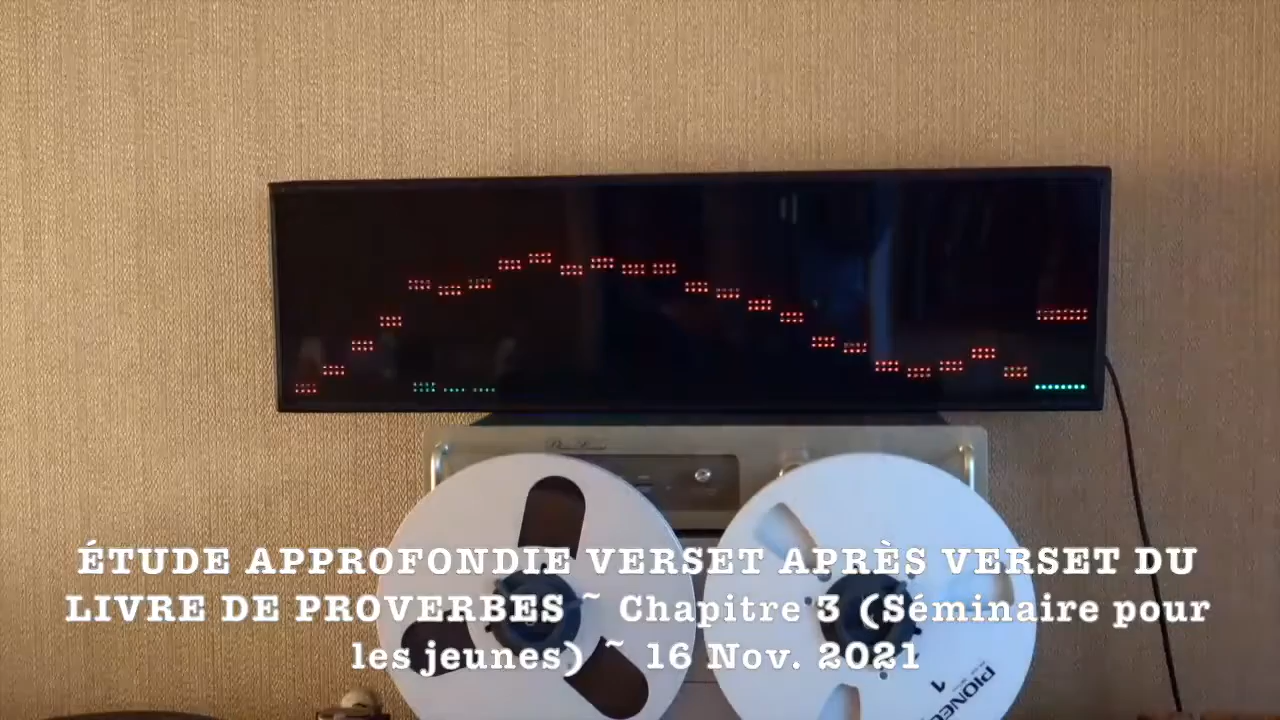 ÉTUDE APPROFONDIE VERSET APRÈS VERSET DU
LIVRE DE PROVERBES ~ Chapitre 3 (Séminaire pour
les jeunes) ~ 16 Nov. 2021
PIONEER
1